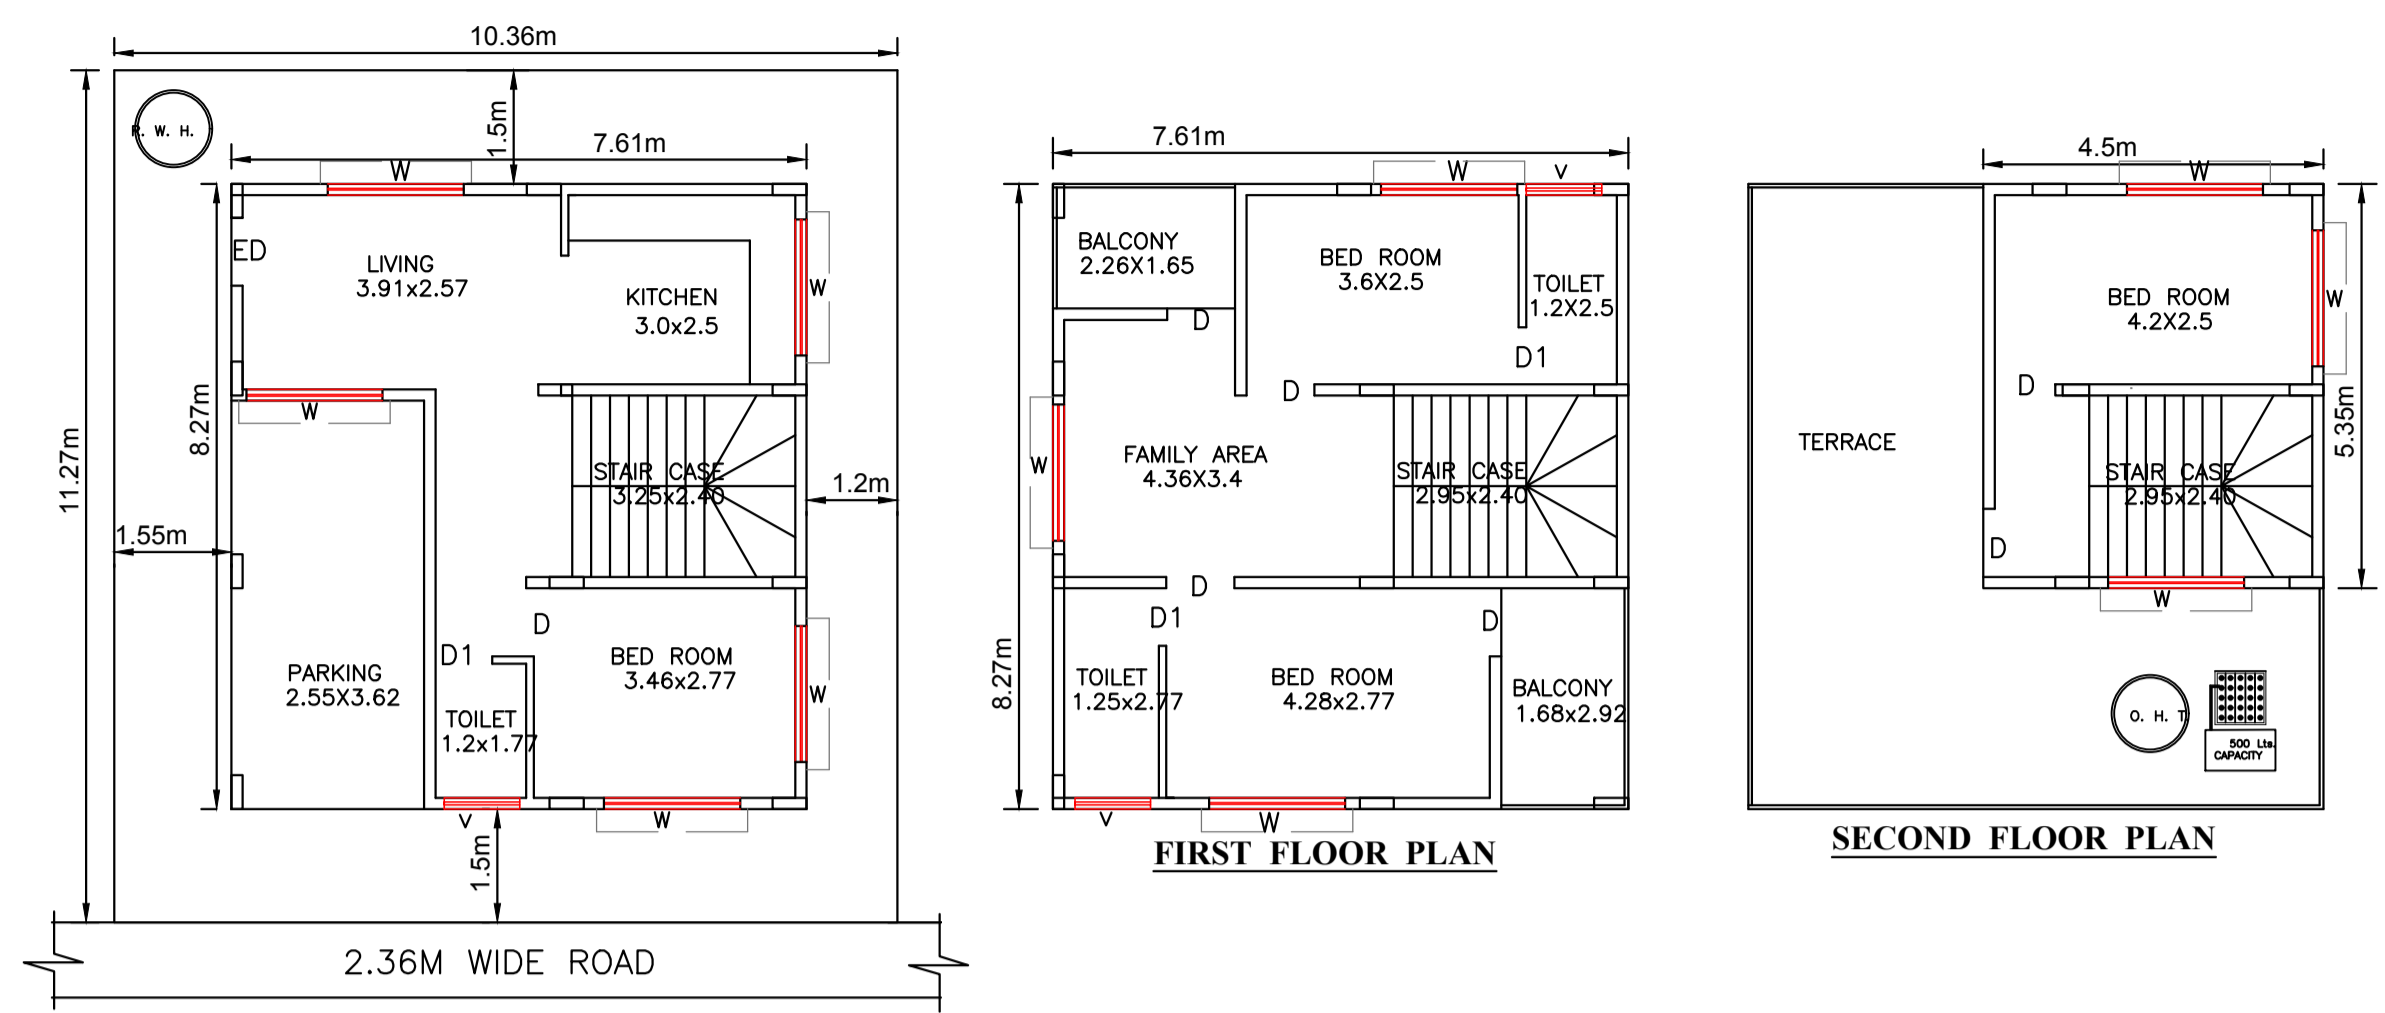 10.36m
R. W. H.
1.5m
7.61m
W
ED
LIVING
3.91x2.57
KITCHEN
3.0x2.5
W
W
11.27m
8.27m
STAIR CASE
3.25x2.40
1.2m
1.55m
D
D1
BED ROOM
3.46x2.77
W
PARKING
2.55X3.62
TOILET
1.2x1.77
V
W
1.5m
2.36M WIDE ROAD
7.61m
W
V
BALCONY
2.26X1.65
BED ROOM
3.6X2.5
TOILET
1.2X2.5
D
D1
D
FAMILY AREA
4.36X3.4
W
STAIR CASE
2.95x2.40
D
D1
D
8.27m
TOILET
1.25x2.77
BED ROOM
4.28x2.77
BALCONY
1.68x2.92
V
W
FIRST FLOOR PLAN
4.5m
W
W
BED ROOM
4.2X2.5
D
5.35m
TERRACE
STAIR CASE
2.95x2.40
D
W
O. H. T
500 Lts.
CAPACITY
SECOND FLOOR PLAN